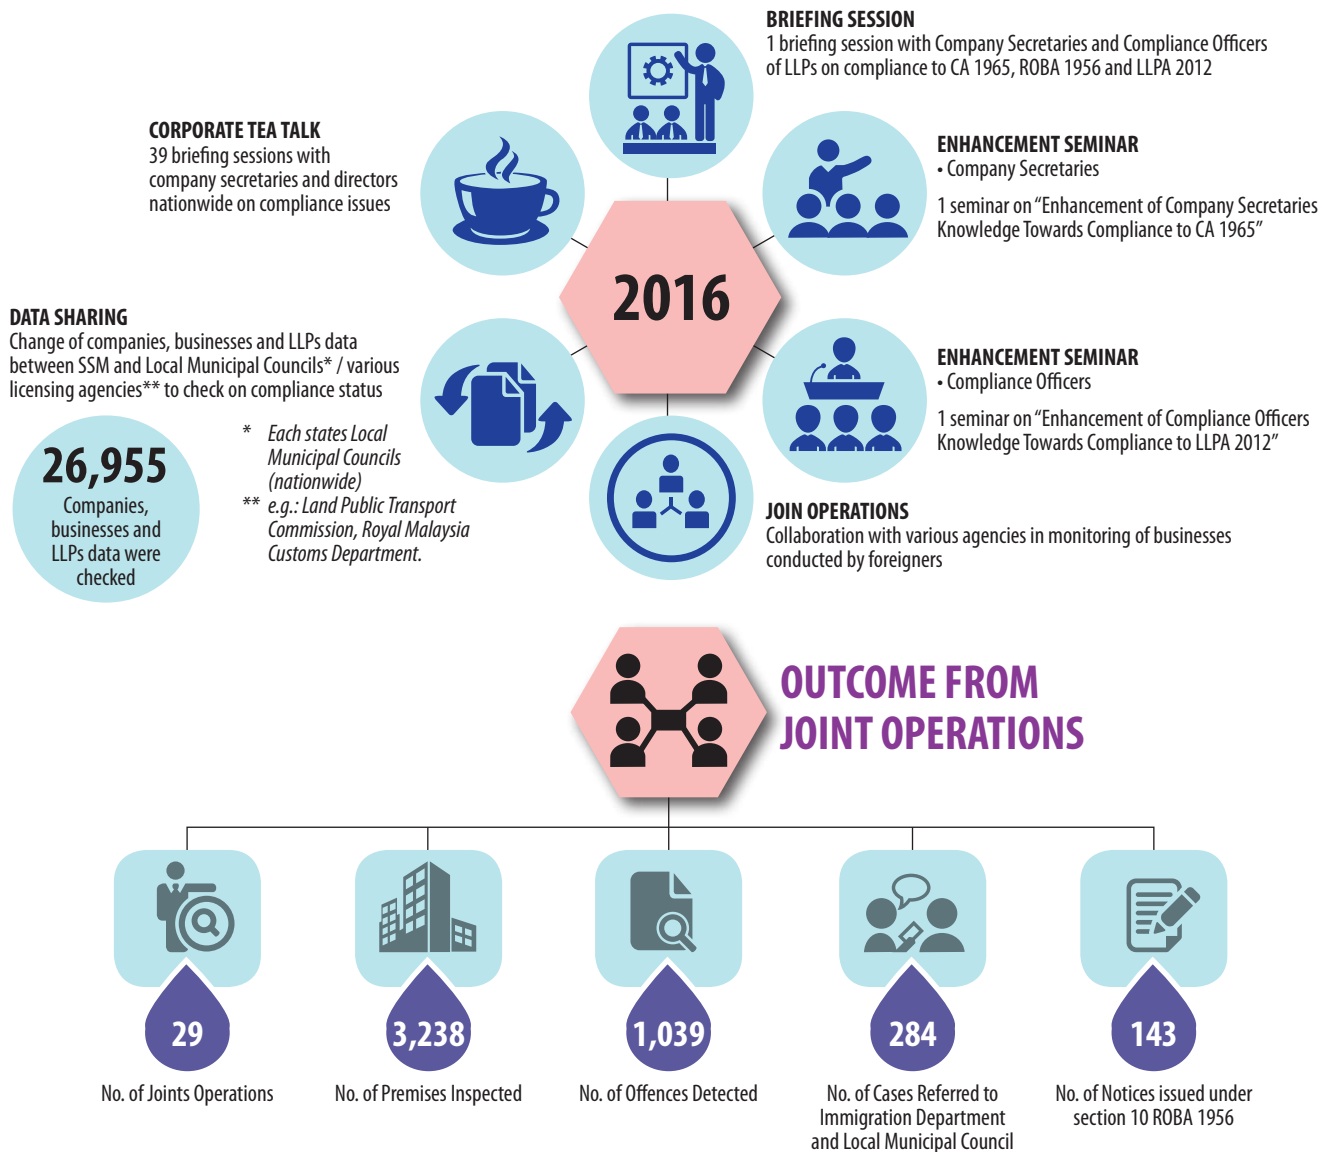 BRIEFING SESSION
1 briefing session with Company Secretaries and Compliance Officers
of LLPs on compliance to CA 1965, ROBA 1956 and LLPA 2012
CORPORATE TEA TALK
39 briefing sessions with
company secretaries and directors
nationwide on compliance issues
ENHANCEMENT SEMINAR
• Company Secretaries
1 seminar on “Enhancement of Company Secretaries
Knowledge Towards Compliance to CA 1965”
2016
DATA SHARING
Change of companies, businesses and LLPs data
between SSM and Local Municipal Councils* / various
licensing agencies** to check on compliance status
26,955
Companies,
businesses and
LLPs data were
checked
* Each states Local
Municipal Councils
(nationwide)
** e.g.: Land Public Transport
Commission, Royal Malaysia
Customs Department.
ENHANCEMENT SEMINAR
• Compliance Officers
1 seminar on “Enhancement of Compliance Officers
Knowledge Towards Compliance to LLPA 2012”
JOIN OPERATIONS
Collaboration with various agencies in monitoring of businesses
conducted by foreigners
OUTCOME FROM
JOINT OPERATIONS
29
No. of Joints Operations
3,238
No. of Premises Inspected
1,039
No. of Offences Detected
284
No. of Cases Referred to
Immigration Department
and Local Municipal Council
143
No. of Notices issued under
section 10 ROBA 1956